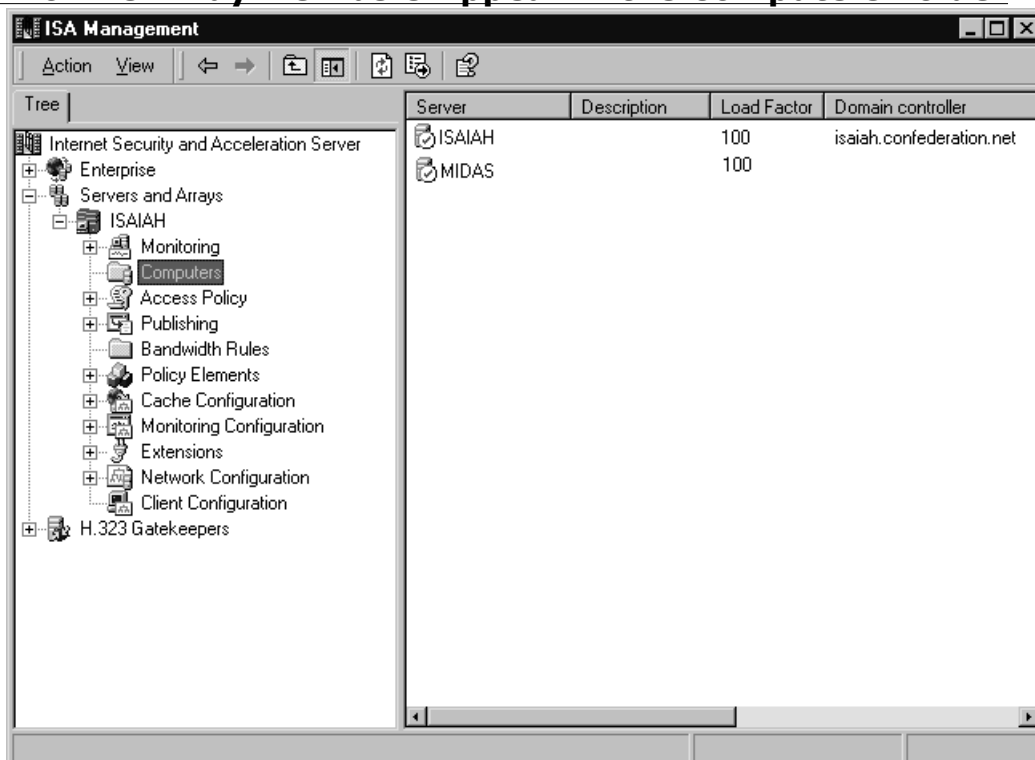 ISA Management
Action View
Tree
Internet Security and Acceleration Server
Enterprise
Servers and Arrays
ISAIAH
Monitoring
Computers
Access Policy
Publishing
Bandwidth Rules
Policy Elements
Cache Configuration
Monitoring Configuration
Extensions
Network Configuration
Client Configuration
H.323 Gatekeepers
Server Description Load Factor Domain controller
ISAIAH 100 isaiah.confederation.net
MIDAS 100